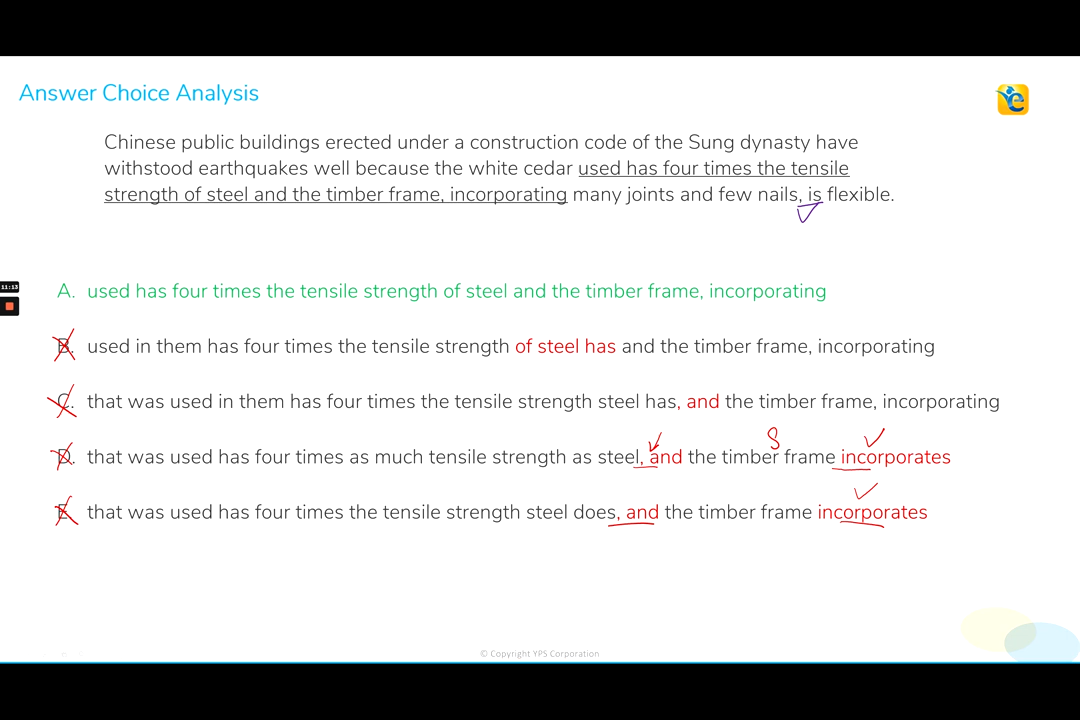 Answer Choice Analysis
Chinese public buildings erected under a construction code of the Sung dynasty have
withstood earthquakes well because the white cedar used has four times the tensile
strength of steel and the timber frame, incorporating many joints and few nails, is flexible.
11:13
A. used has four times the tensile strength of steel and the timber frame, incorporating
B. used in them has four times the tensile strength of steel has and the timber frame, incorporating
C. that was used in them has four times the tensile strength steel has, and the timber frame, incorporating
S
D. that was used has four times as much tensile strength as steel, and the timber frame incorporates
E. that was used has four times the tensile strength steel does, and the timber frame incorporates
© Copyright YPS Corporation